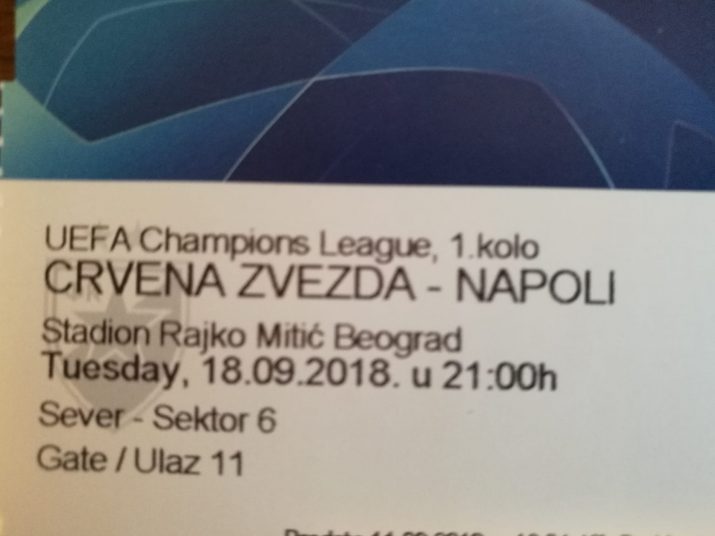 UEFA Champions League, 1.kolo
CRVENA ZVEZDA - NAPOLI
Stadion Rajko Mitić Beograd
Tuesday, 18.09.2018. u 21:00h
Sever - Sektor 6
Gate / Ulaz 11